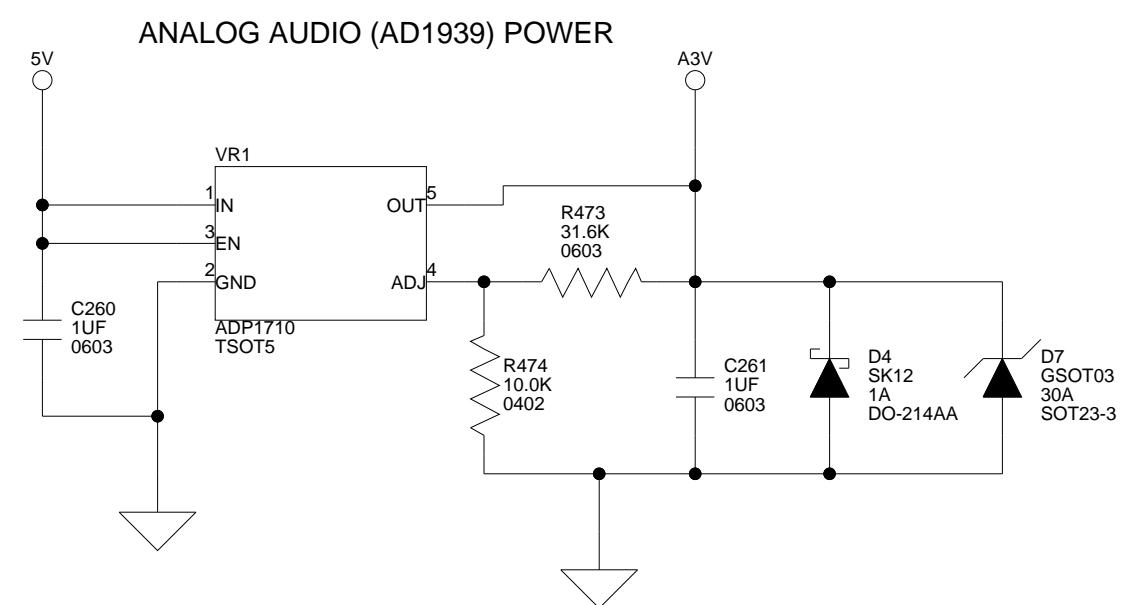 ANALOG AUDIO (AD1939) POWER
5V
A3V
VR1
1
IN
OUT
5
3
EN
2
GND
ADJ
4
ADP1710
TSOT5
R473
31.6K
0603
C260
1UF
0603
R474
10.0K
0402
C261
1UF
0603
D4
SK12
1A
DO-214AA
D7
GSOT03
30A
SOT23-3